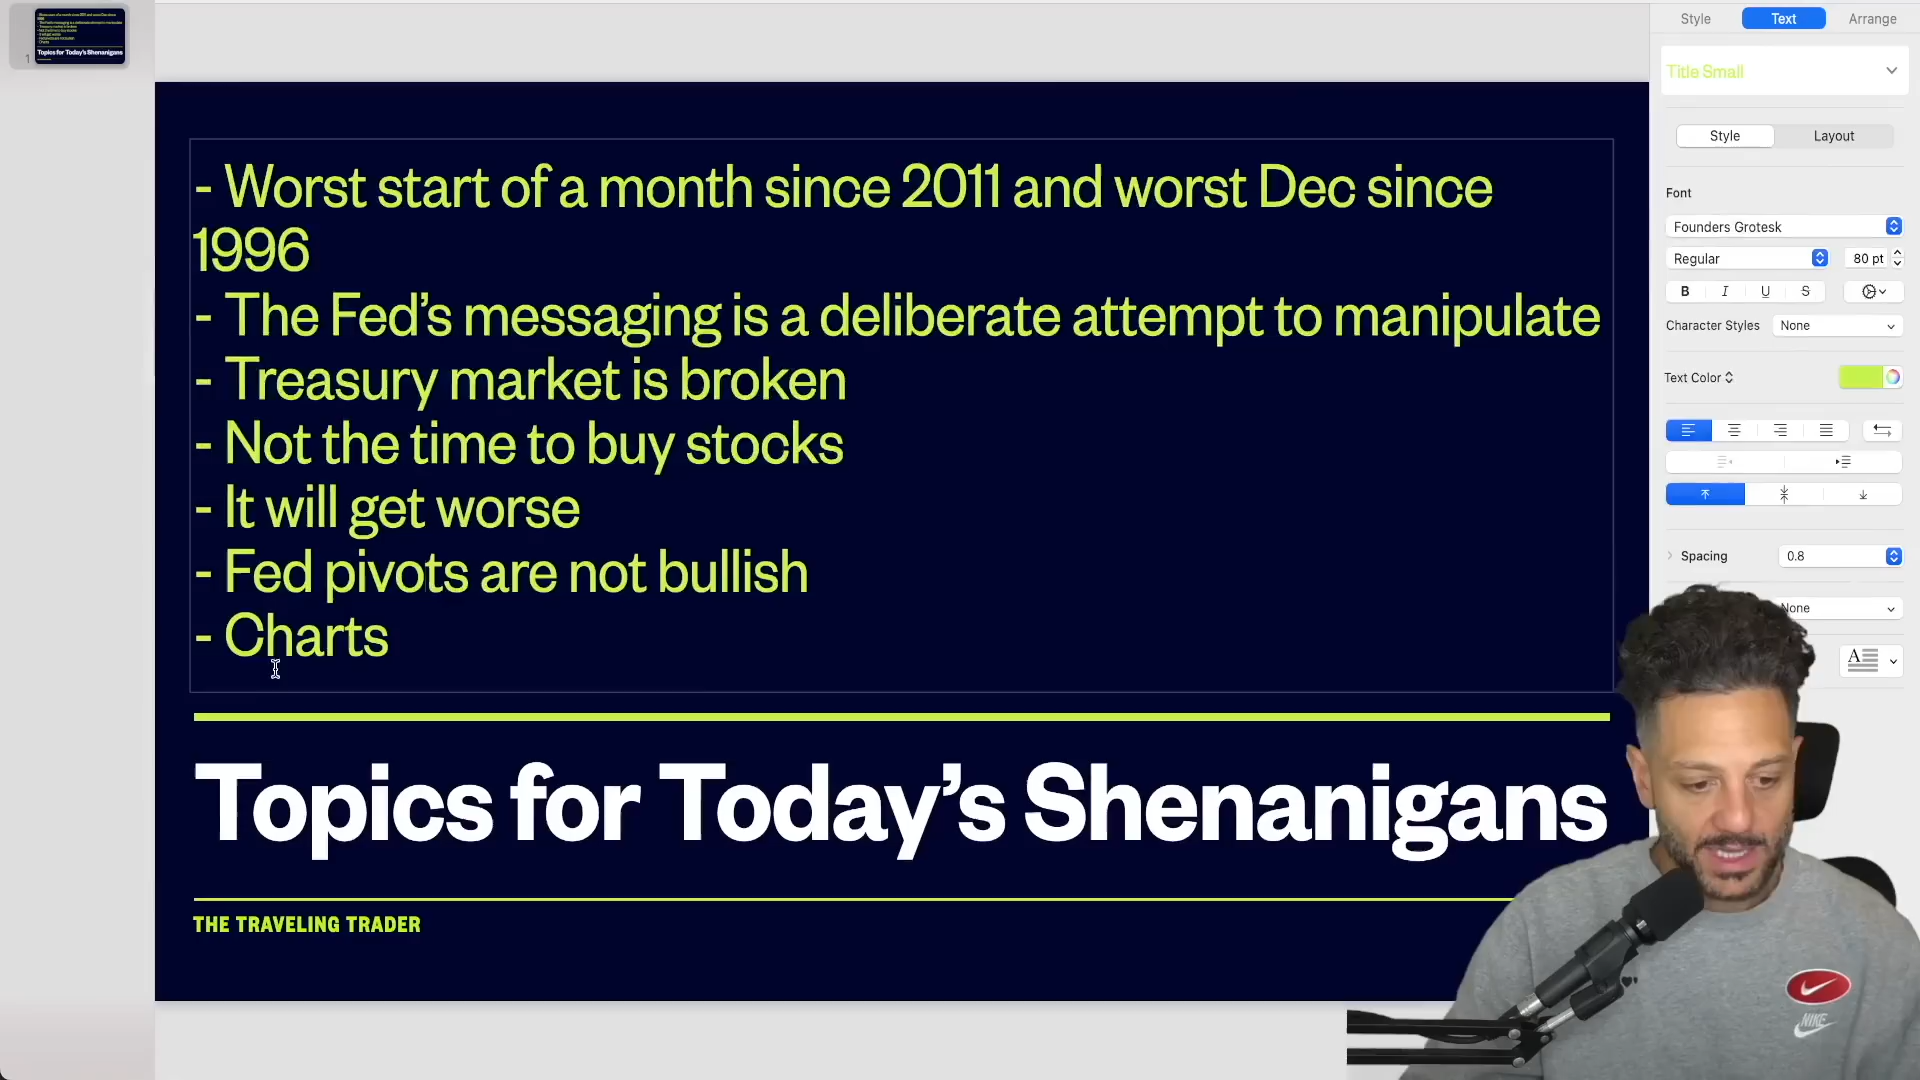 Style Text Arrange
1
Title Small
Style Layout
- Worst start of a month since 2011 and worst Dec since
1996
- The Fed's messaging is a deliberate attempt to manipulate
- Treasury market is broken
- Not the time to buy stocks
- It will get worse
- Fed pivots are not bullish
- Charts
Topics for Today's Shenanigans
THE TRAVELING TRADER
Font
Founders Grotesk
Regular 80 pt
B I U S
Character Styles None
Text Color
Spacing 0.8
None
A
NIKE